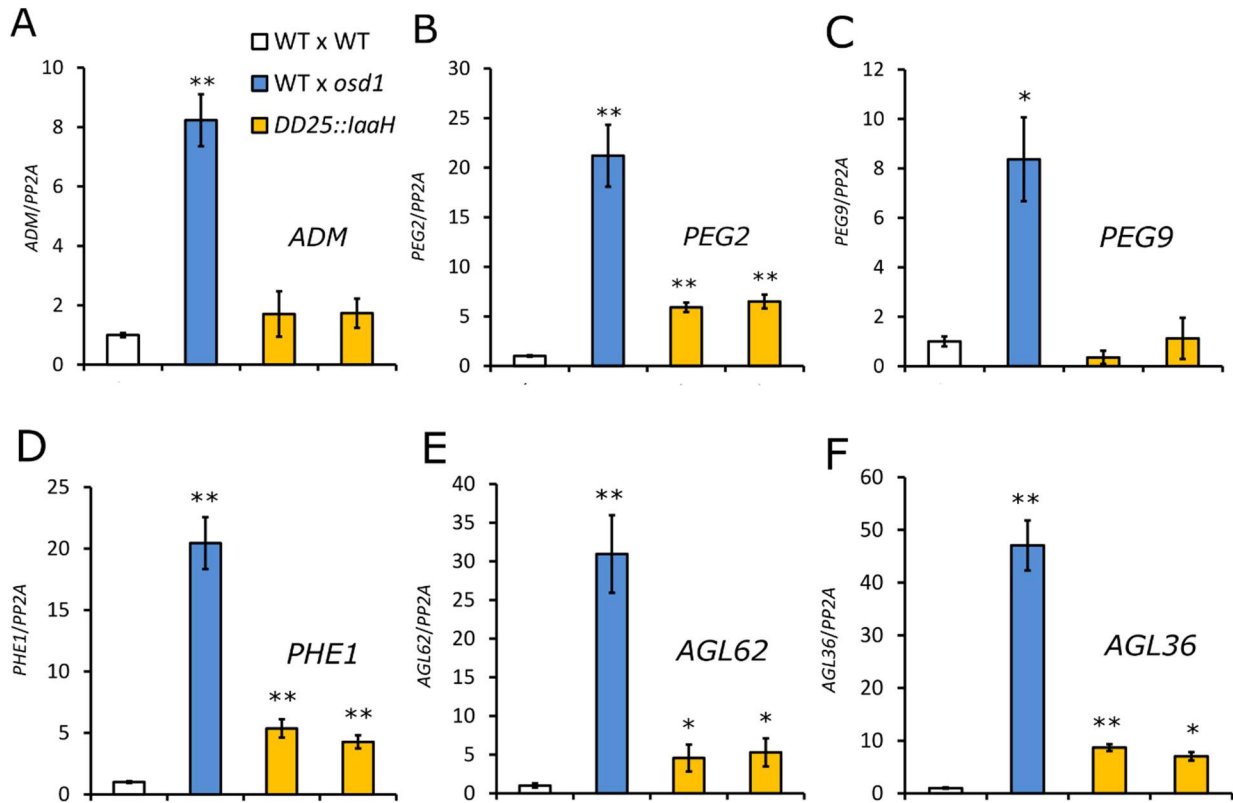 A
WT x WT
WT x osd1
DD25::IaaH
ADM/PP2A
10
8
6
4
2
0
**
ADM
B
PEG2/PP2A
30
25
20
15
10
5
0
**
**
**
PEG2
C
PEG9/PP2A
12
10
8
6
4
2
0
*
PEG9
D
PHE1/PP2A
25
20
15
10
5
0
**
**
**
PHE1
E
AGL62/PP2A
40
35
30
25
20
15
10
5
0
**
*
*
AGL62
F
AGL36/PP2A
60
50
40
30
20
10
0
**
**
*
AGL36